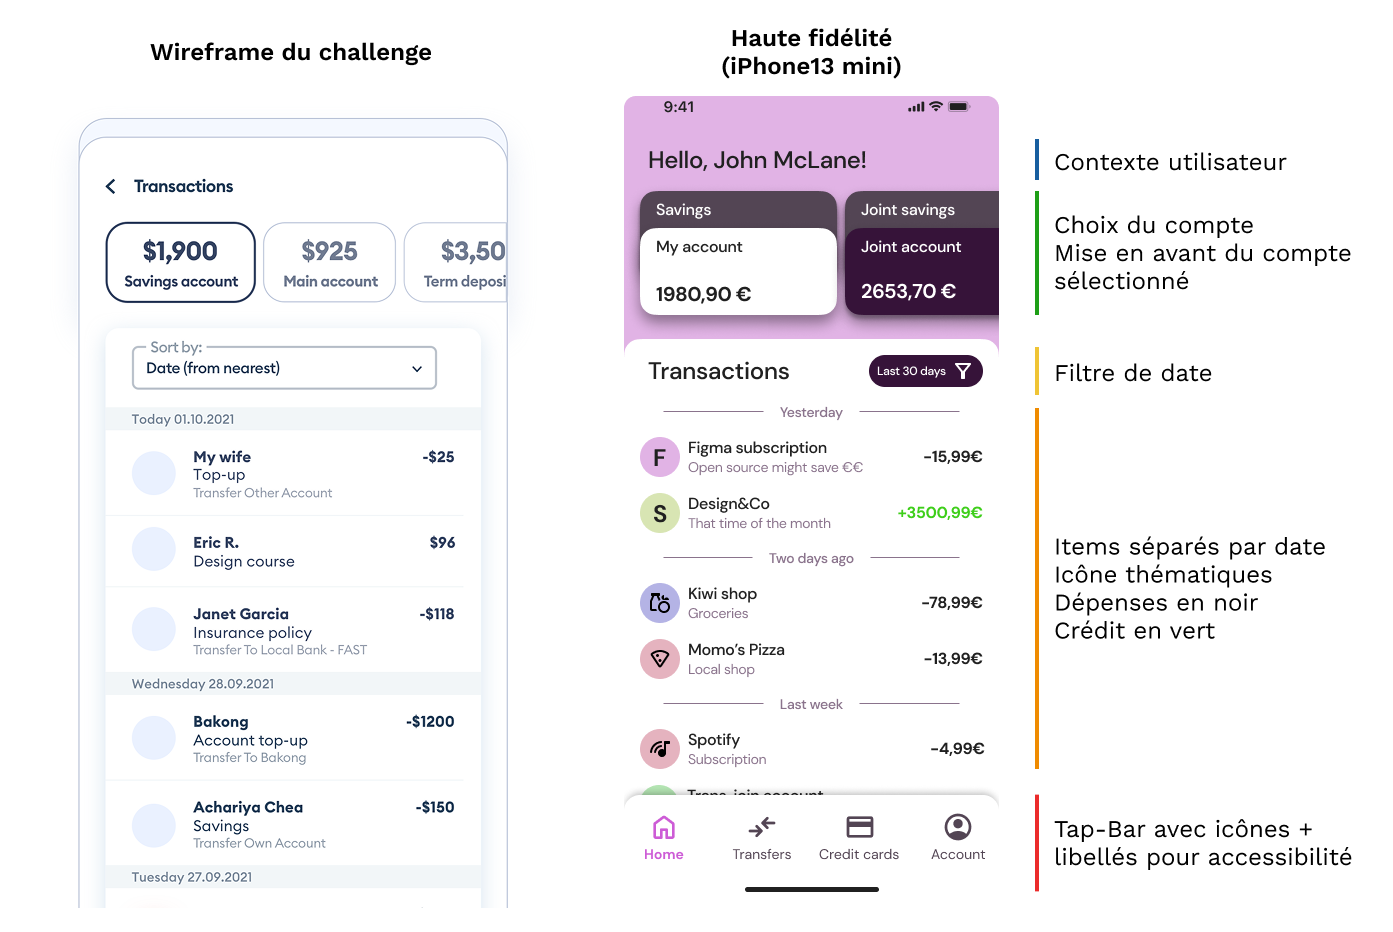 Wireframe du challenge
Transactions
$1,900
Savings account
$925
Main account
$3,50
Term deposi
Sort by:
Date (from nearest)
Today 01.10.2021
My wife
-$25
Top-up
Transfer Other Account
Eric R.
$96
Design course
Janet Garcia
-$118
Insurance policy
Transfer To Local Bank - FAST
Wednesday 28.09.2021
Bakong
-$1200
Account top-up
Transfer To Bakong
Achariya Chea
-$150
Savings
Transfer Own Account
Tuesday 27.09.2021
Haute fidélité
(iPhone13 mini)
9:41
Hello, John McLane!
Savings
My account
1980,90 €
Joint savings
Joint account
2653,70 €
Transactions
Last 30 days
Yesterday
F
Figma subscription
-15,99€
Open source might save €€
S
Design&Co
+3500,99€
That time of the month
Two days ago
Kiwi shop
-78,99€
Groceries
Momo's Pizza
-13,99€
Local shop
Last week
Spotify
-4,99€
Subscription
Home
Transfers
Credit cards
Account
Contexte utilisateur
Choix du compte
Mise en avant du compte
sélectionné
Filtre de date
Items séparés par date
Icône thématiques
Dépenses en noir
Crédit en vert
Tap-Bar avec icônes +
libellés pour accessibilité